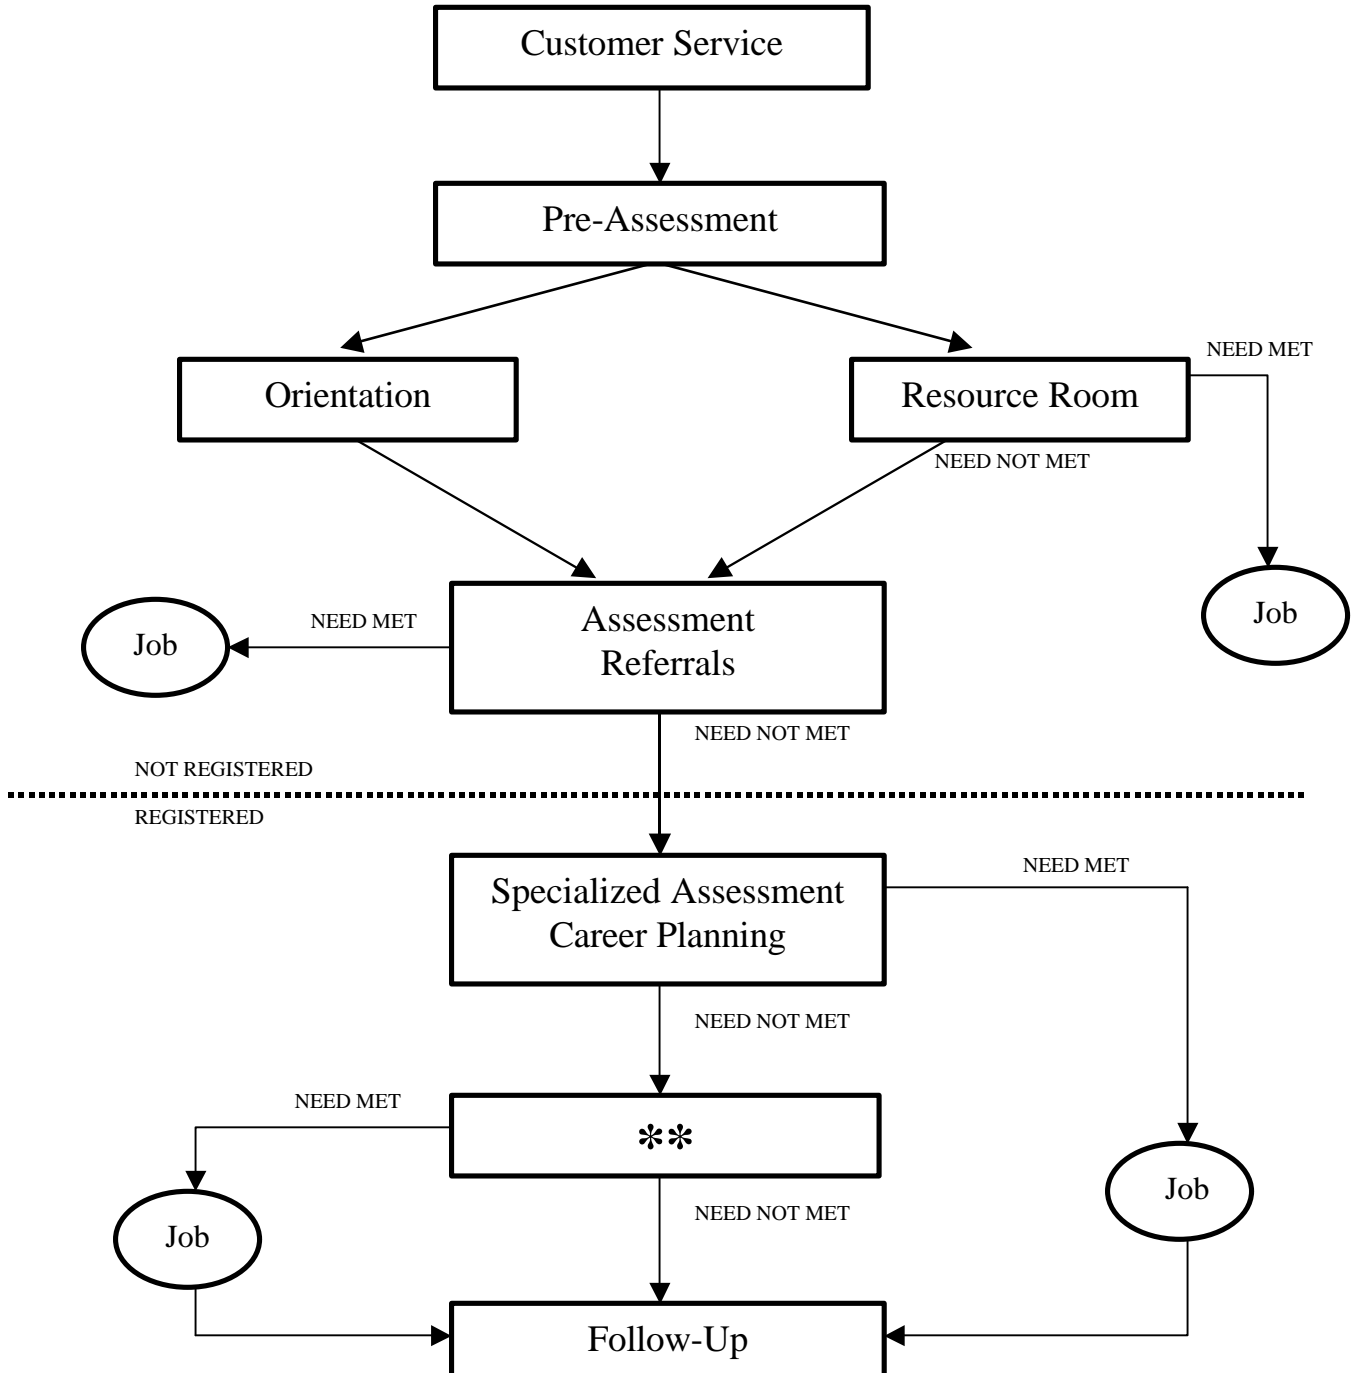 Customer Service
Pre-Assessment
NEED MET
Orientation
Resource Room
NEED NOT MET
Job
NEED MET
Assessment
Referrals
Job
NEED NOT MET
NOT REGISTERED
REGISTERED
NEED MET
Specialized Assessment
Career Planning
NEED NOT MET
NEED MET
**
Job
NEED NOT MET
Job
Follow-Up